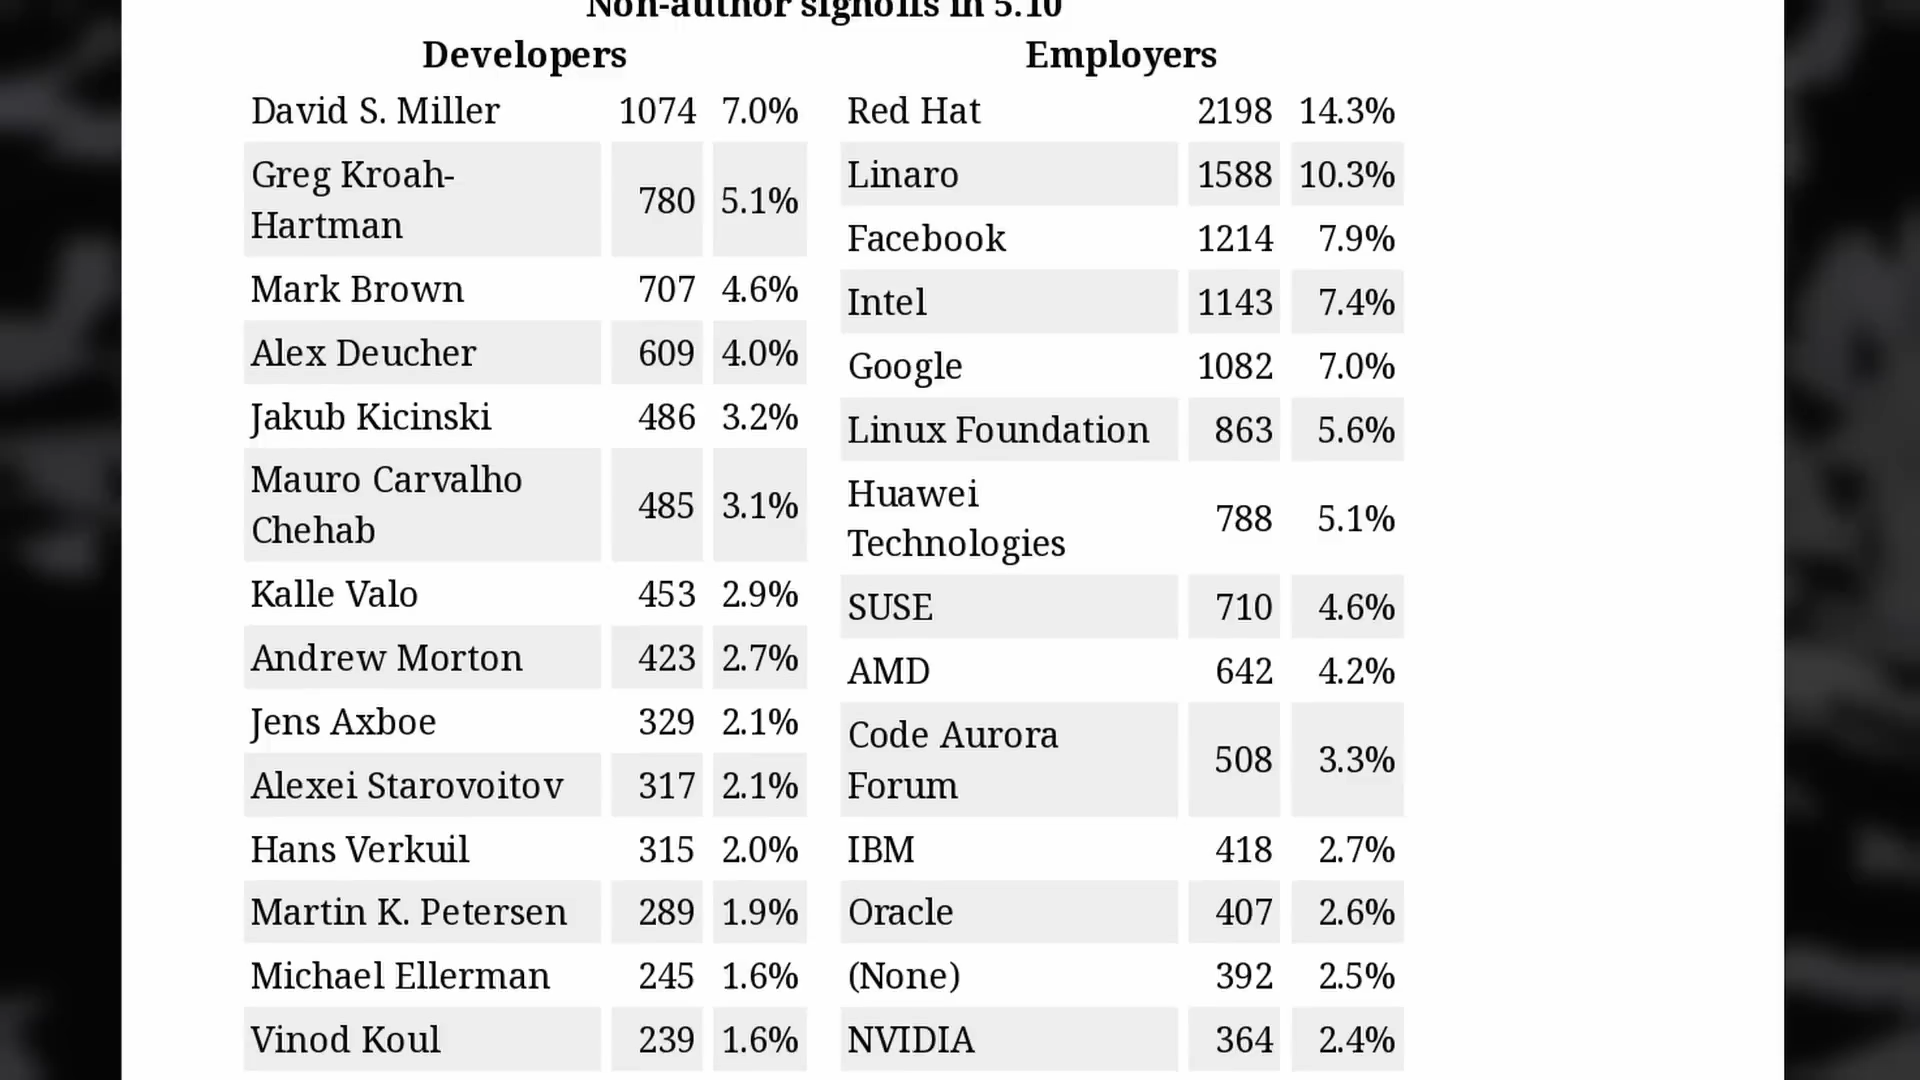 Non-author signoffs in 5.10
Developers
David S. Miller 1074 7.0%
Greg Kroah-
Hartman 780 5.1%
Mark Brown 707 4.6%
Alex Deucher 609 4.0%
Jakub Kicinski 486 3.2%
Mauro Carvalho
Chehab 485 3.1%
Kalle Valo 453 2.9%
Andrew Morton 423 2.7%
Jens Axboe 329 2.1%
Alexei Starovoitov 317 2.1%
Hans Verkuil 315 2.0%
Martin K. Petersen 289 1.9%
Michael Ellerman 245 1.6%
Vinod Koul 239 1.6%
Employers
Red Hat 2198 14.3%
Linaro 1588 10.3%
Facebook 1214 7.9%
Intel 1143 7.4%
Google 1082 7.0%
Linux Foundation 863 5.6%
Huawei
Technologies 788 5.1%
SUSE 710 4.6%
AMD 642 4.2%
Code Aurora
Forum 508 3.3%
IBM 418 2.7%
Oracle 407 2.6%
(None) 392 2.5%
NVIDIA 364 2.4%